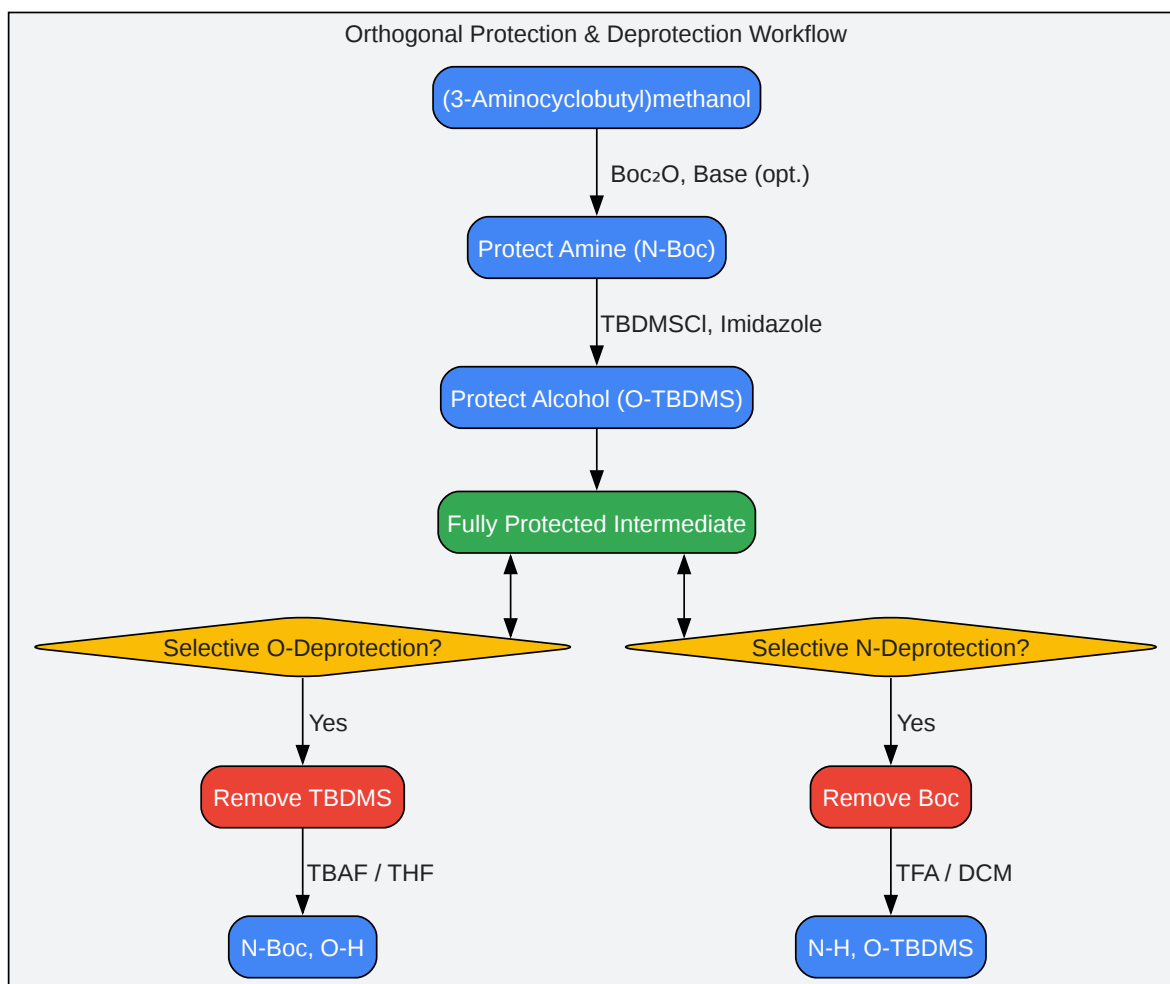 Orthogonal Protection & Deprotection Workflow
(3-Aminocyclobutyl)methanol
Boc₂O, Base (opt.)
Protect Amine (N-Boc)
TBDMSCl, Imidazole
Protect Alcohol (O-TBDMS)
Fully Protected Intermediate
Selective O-Deprotection?
Selective N-Deprotection?
Yes
Yes
Remove TBDMS
Remove Boc
TBAF / THF
TFA / DCM
N-Boc, O-H
N-H, O-TBDMS